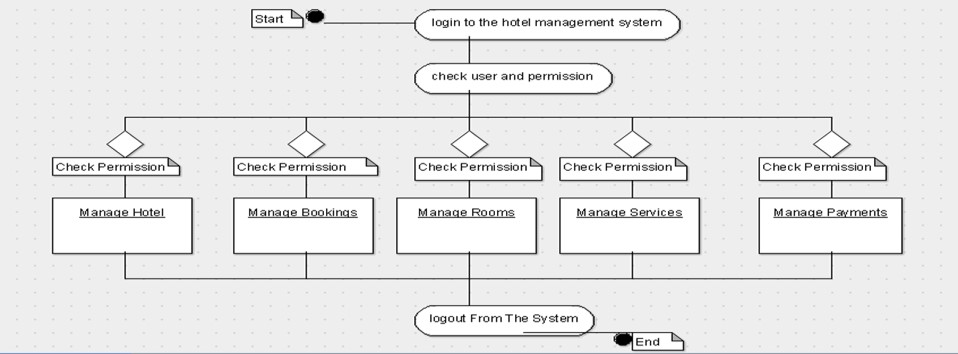 Start
login to the hotel management system
check user and permission
Check Permission
Check Permission
Check Permission
Check Permission
Check Permission
Manage Hotel
Manage Bookings
Manage Rooms
Manage Services
Manage Payments
logout From The System
End